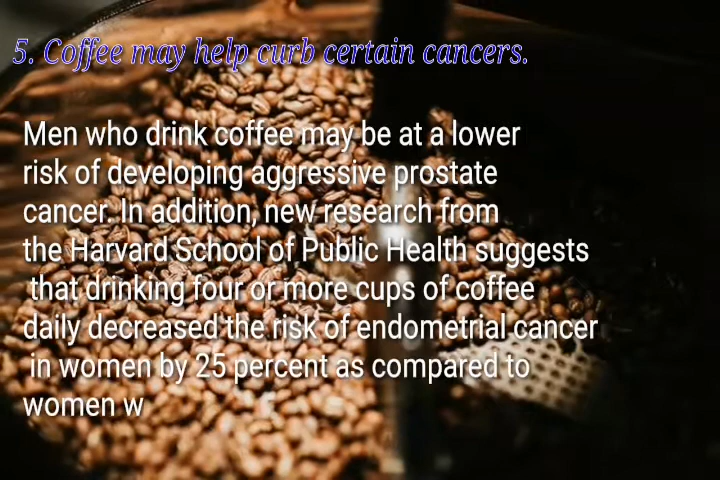 5. Coffee may help curb certain cancers.
Men who drink coffee may be at a lower
risk of developing aggressive prostate
cancer. In addition, new research from
the Harvard School of Public Health suggests
that drinking four or more cups of coffee
daily decreased the risk of endometrial cancer
in women by 25 percent as compared to
women w